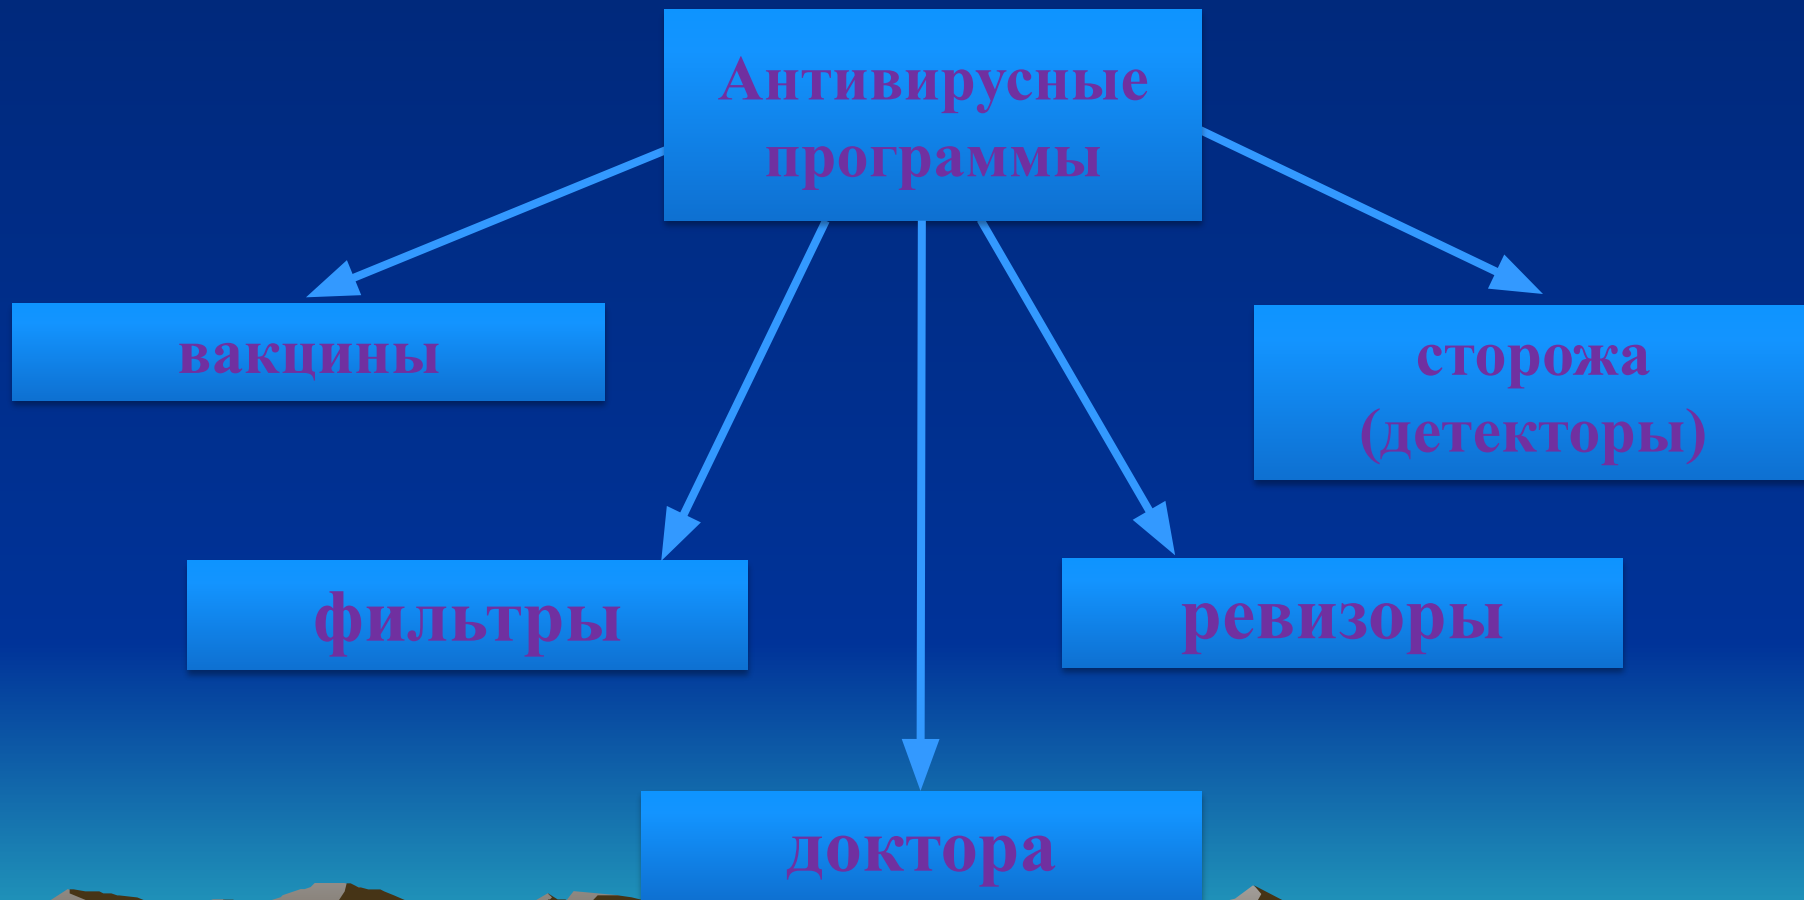 Антивирусные
программы
вакцины
сторожа
(детекторы)
фильтры
ревизоры
доктора